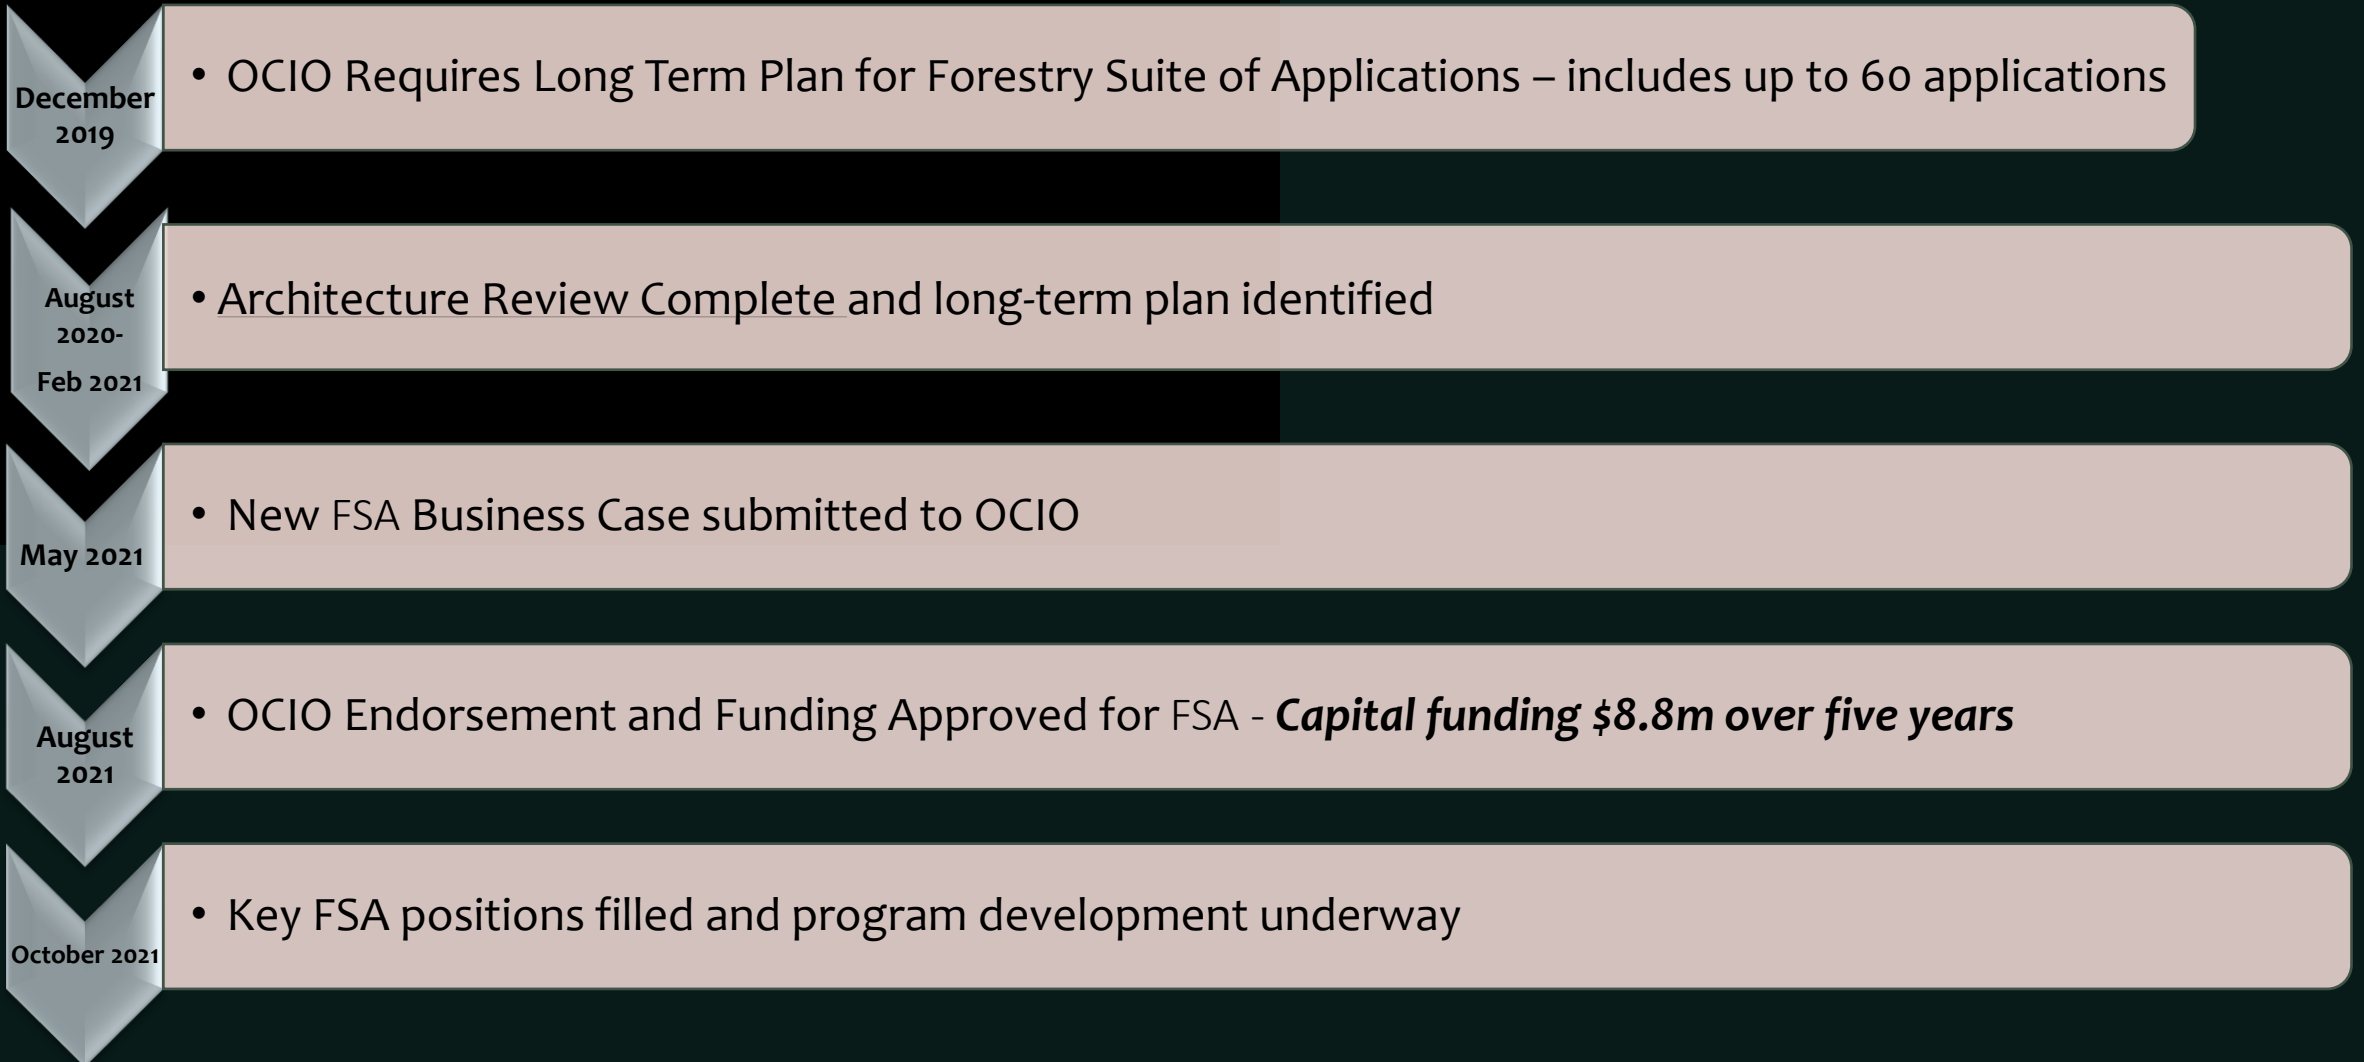 December
2019
• OCIO Requires Long Term Plan for Forestry Suite of Applications – includes up to 60 applications
August
2020-
Feb 2021
• Architecture Review Complete and long-term plan identified
May 2021
• New FSA Business Case submitted to OCIO
August
2021
• OCIO Endorsement and Funding Approved for FSA - Capital funding $8.8m over five years
October 2021
• Key FSA positions filled and program development underway